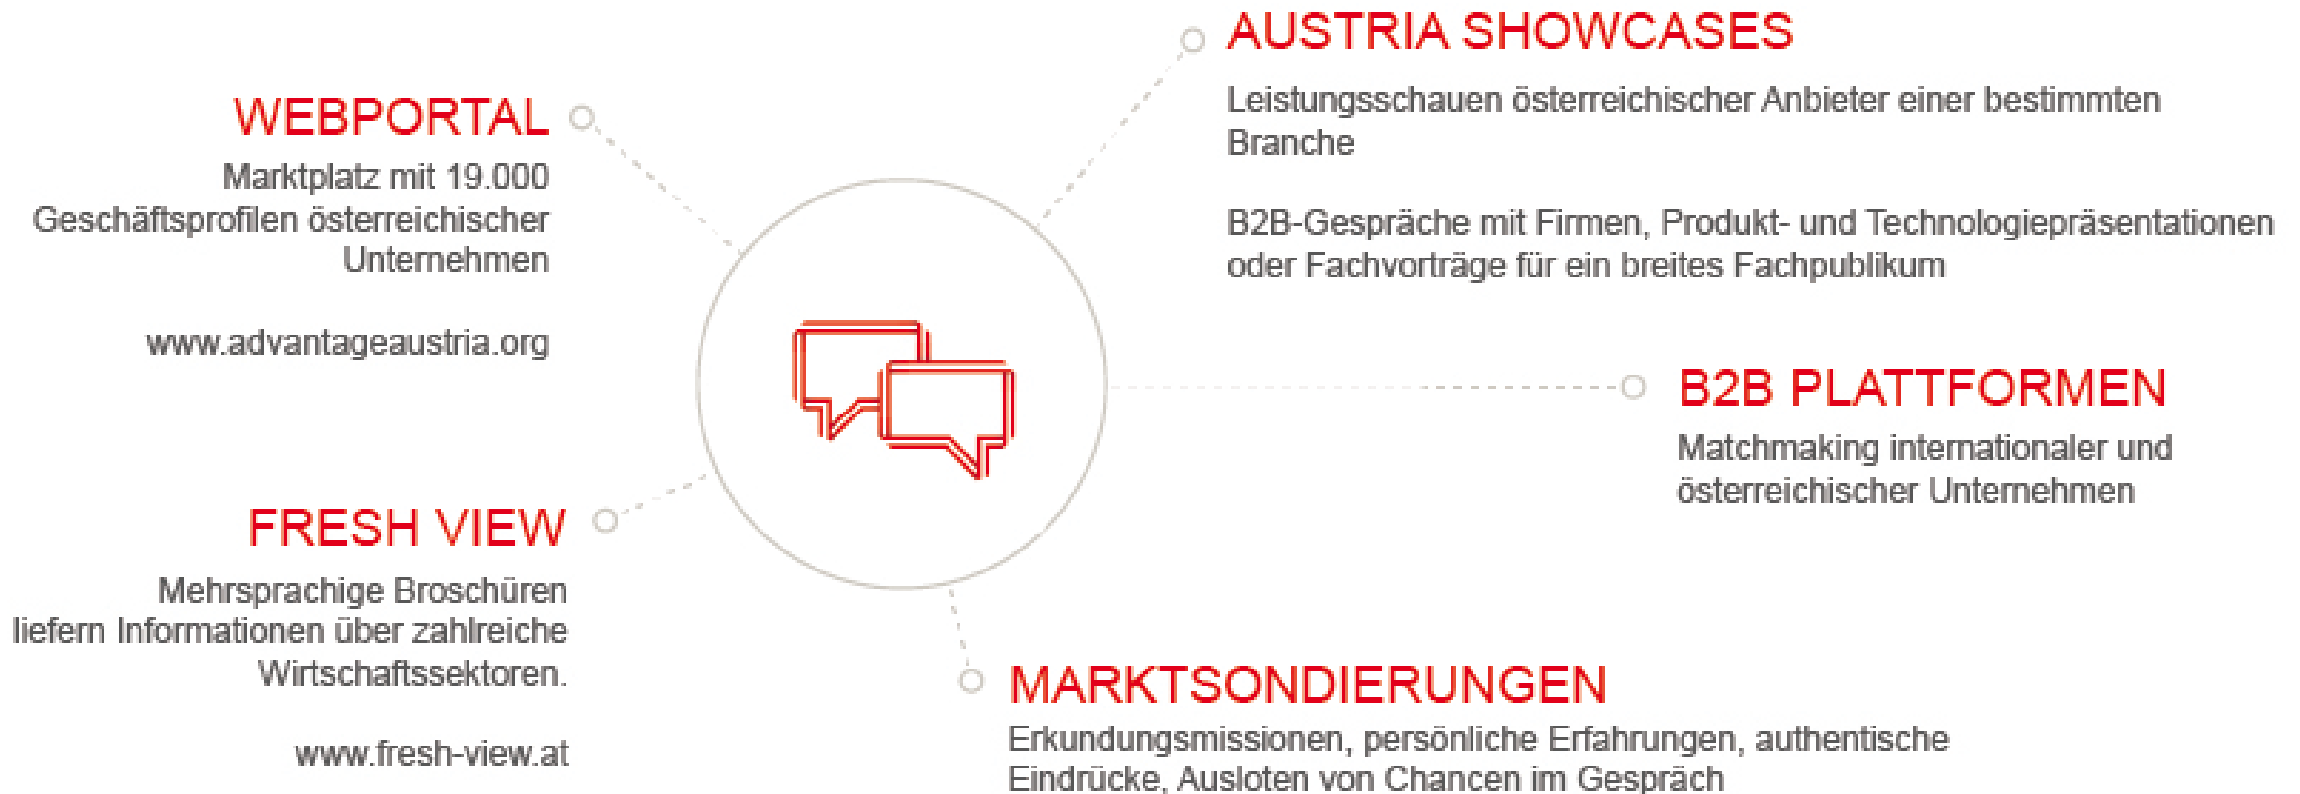 WEBPORTAL
Marktplatz mit 19.000
Geschäftsprofilen österreichischer
Unternehmen
www.advantageaustria.org
FRESH VIEW
Mehrsprachige Broschüren
liefern Informationen über zahlreiche
Wirtschaftssektoren.
www.fresh-view.at
AUSTRIA SHOWCASES
Leistungsschauen österreichischer Anbieter einer bestimmten
Branche
B2B-Gespräche mit Firmen, Produkt- und Technologiepräsentationen
oder Fachvorträge für ein breites Fachpublikum
B2B PLATTFORMEN
Matchmaking internationaler und
österreichischer Unternehmen
MARKTSONDIERUNGEN
Erkundungsmissionen, persönliche Erfahrungen, authentische
Eindrücke, Ausloten von Chancen im Gespräch